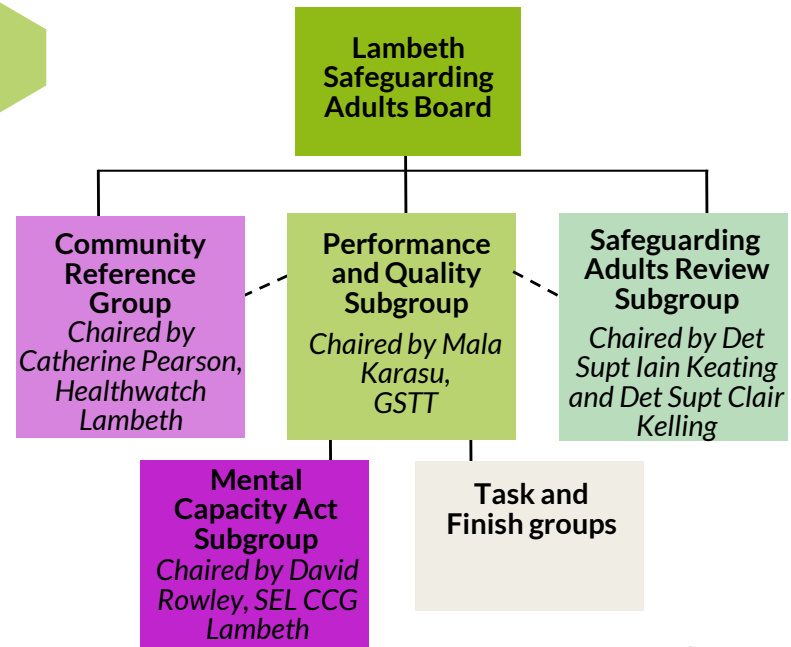 Lambeth
Safeguarding
Adults Board
Community
Reference
Group
Chaired by
Catherine Pearson,
Healthwatch
Lambeth
Performance
and Quality
Subgroup
Chaired by Mala
Karasu,
GSTT
Safeguarding
Adults Review
Subgroup
Chaired by Det
Supt Iain Keating
and Det Supt Clair
Kelling
Mental
Capacity Act
Subgroup
Chaired by David
Rowley, SEL CCG
Lambeth
Task and
Finish groups